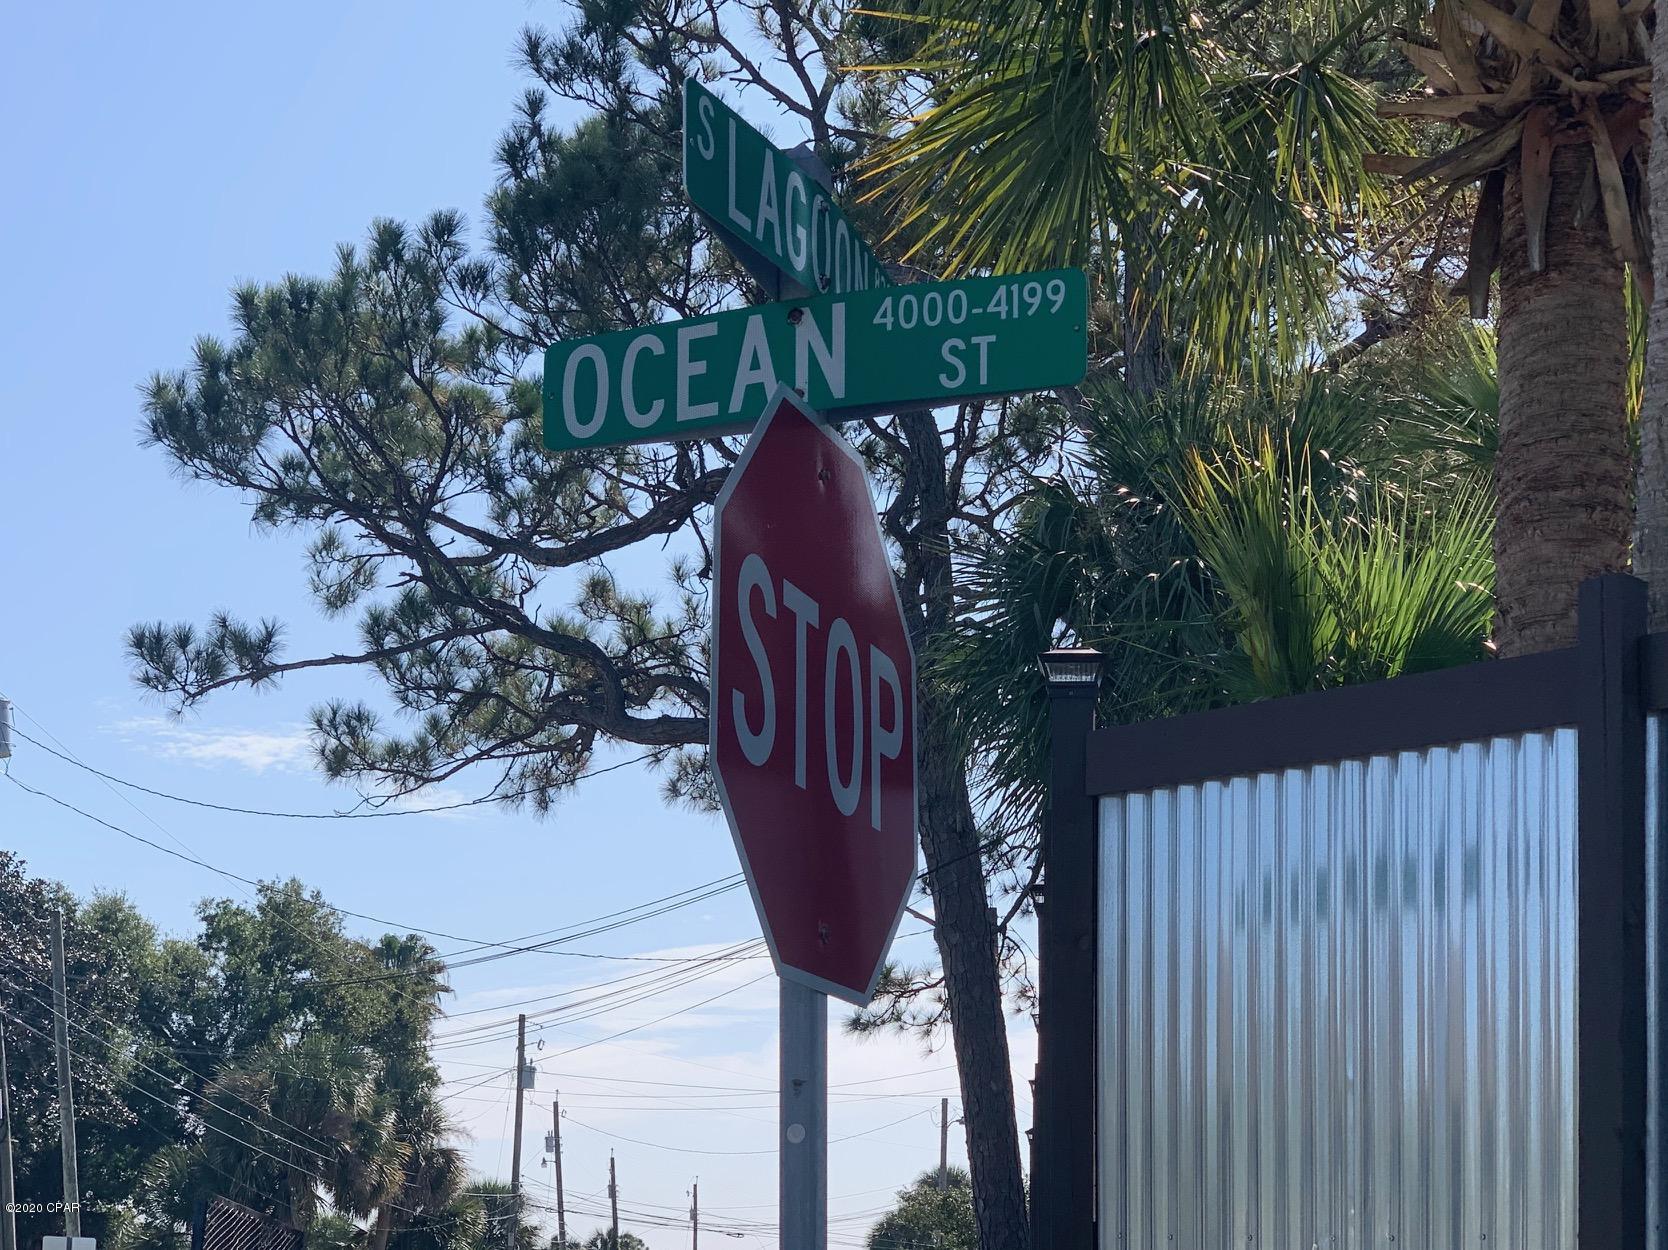 S LAGOON
OCEAN ST 4000-4199
STOP
©2020 CPAR